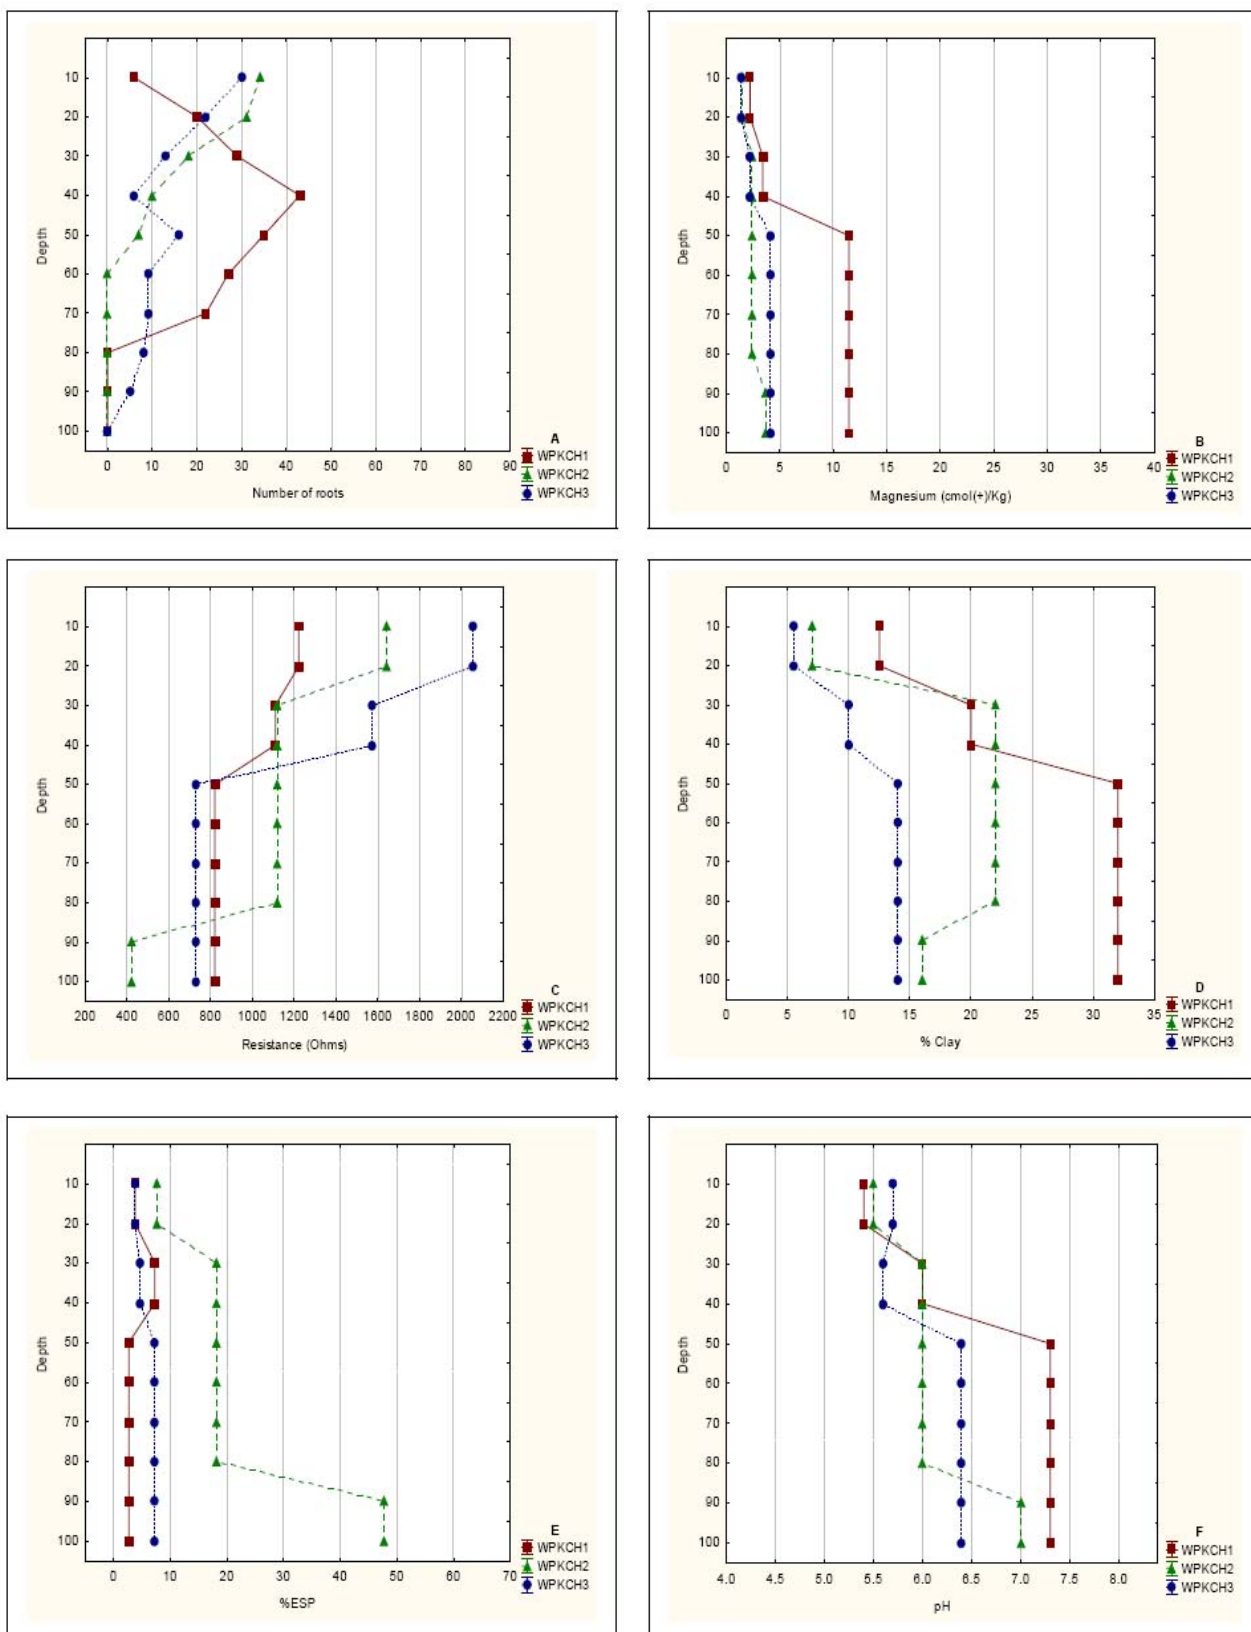 10
20
30
40
50
60
70
80
90
100
Depth
0 10 20 30 40 50 60 70 80 90
Number of roots
A
WPKCH1
WPKCH2
WPKCH3
10
20
30
40
50
60
70
80
90
100
Depth
0 5 10 15 20 25 30 35 40
Magnesium (cmol(+)/Kg)
B
WPKCH1
WPKCH2
WPKCH3
10
20
30
40
50
60
70
80
90
100
Depth
200 400 600 800 1000 1200 1400 1600 1800 2000 2200
Resistance (Ohms)
C
WPKCH1
WPKCH2
WPKCH3
10
20
30
40
50
60
70
80
90
100
Depth
0 5 10 15 20 25 30 35
% Clay
D
WPKCH1
WPKCH2
WPKCH3
10
20
30
40
50
60
70
80
90
100
Depth
0 10 20 30 40 50 60 70
%ESP
E
WPKCH1
WPKCH2
WPKCH3
10
20
30
40
50
60
70
80
90
100
Depth
4.0 4.5 5.0 5.5 6.0 6.5 7.0 7.5 8.0
pH
F
WPKCH1
WPKCH2
WPKCH3